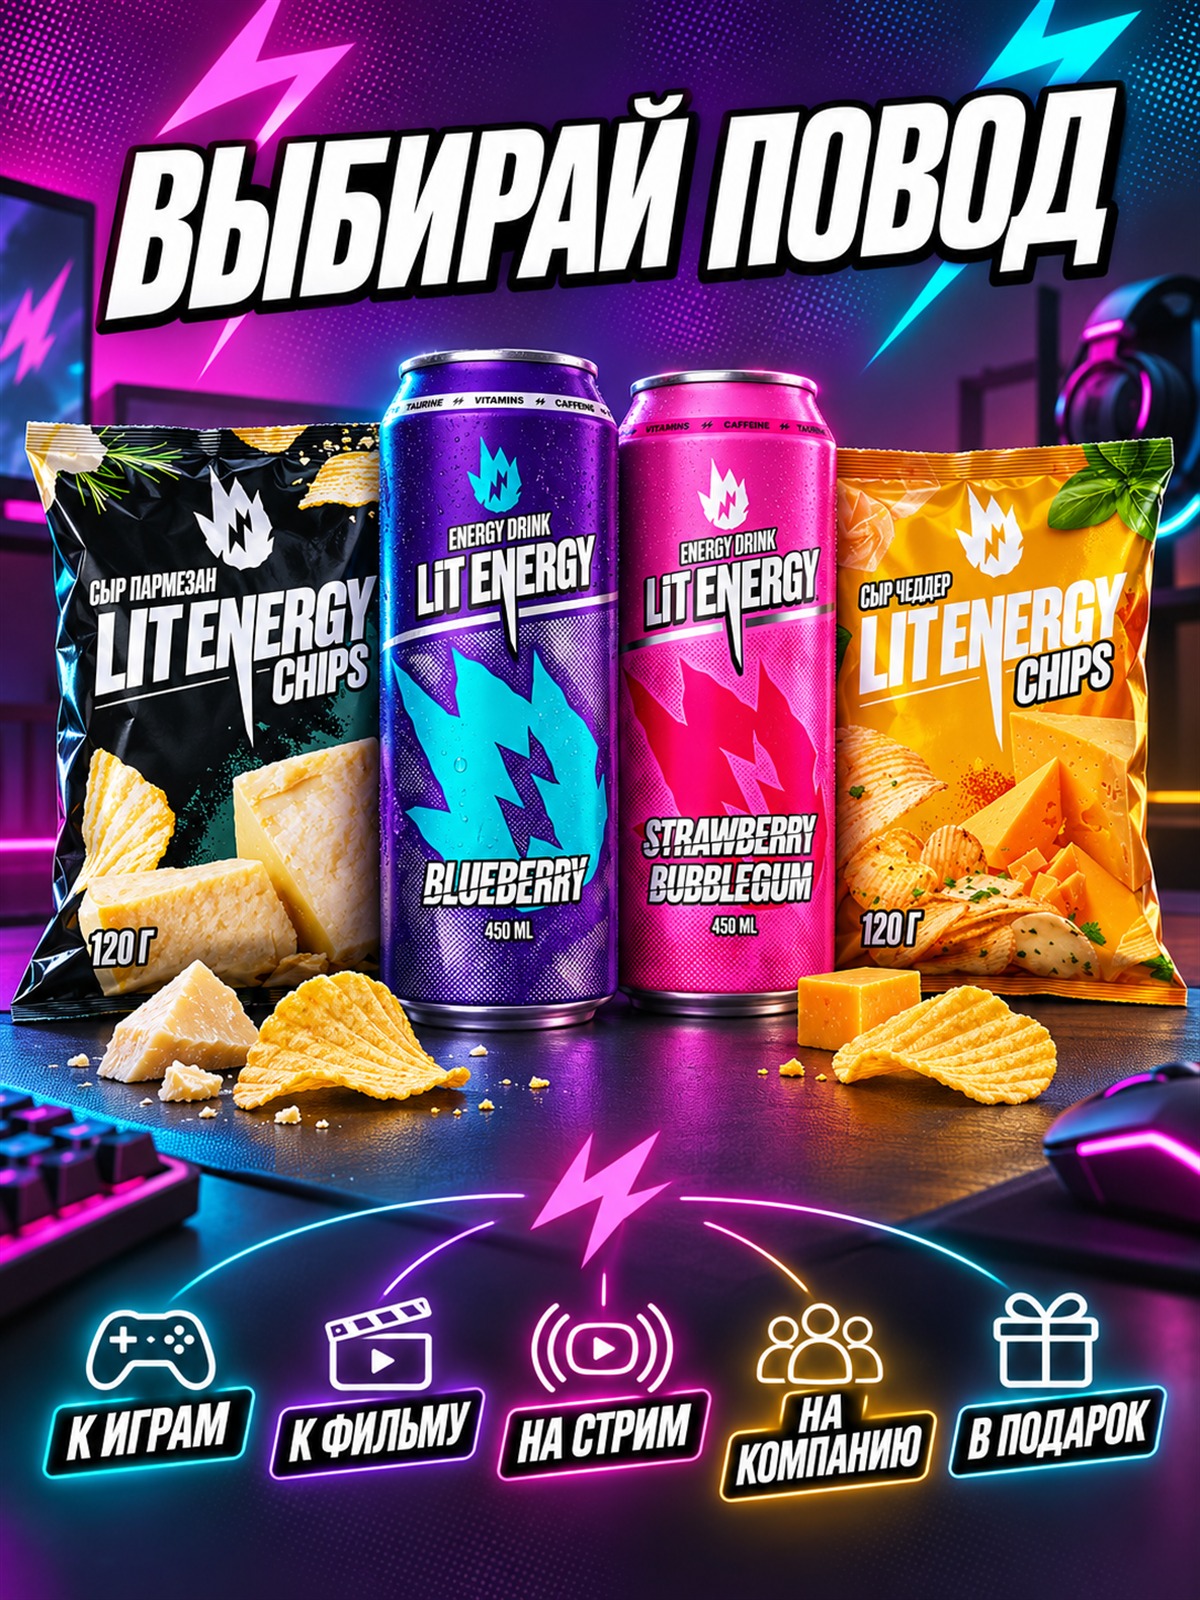 ВЫБИРАЙ ПОВОД
СЫР ПАРМЕЗАН
LIT ENERGY
CHIPS
120 Г
TAURINE VITAMINS CAFFEINE
ENERGY DRINK
LiT ENERGY
BLUEBERRY
450 ML
VITAMINS CAFFEINE
ENERGY DRINK
LiT ENERGY
STRAWBERRY
BUBBLEGUM
450 ML
СЫР ЧЕДДЕР
LIT ENERGY
CHIPS
120 Г
К ИГРАМ
К ФИЛЬМУ
НА СТРИМ
НА
КОМПАНИЮ
В ПОДАРОК